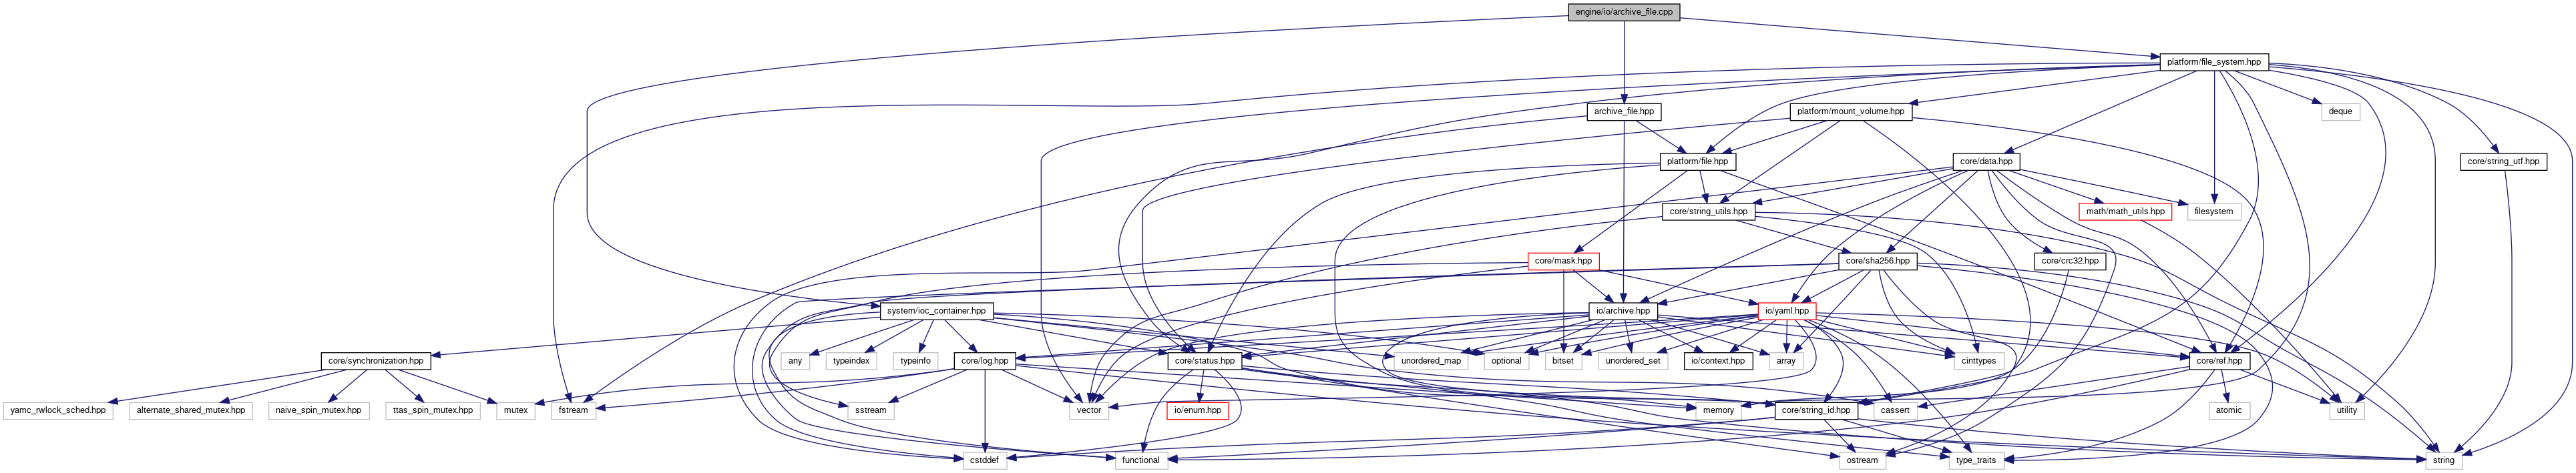 engine/io/archive_file.cpp
platform/file_system.hpp
archive_file.hpp
platform/mount_volume.hpp
deque
platform/file.hpp
core/data.hpp
core/string_utf.hpp
core/string_utils.hpp
math/math_utils.hpp
filesystem
core/mask.hpp
core/sha256.hpp
core/crc32.hpp
system/ioc_container.hpp
io/archive.hpp
io/yaml.hpp
core/synchronization.hpp
any
typeindex
typeinfo
core/log.hpp
core/status.hpp
unordered_map
optional
bitset
unordered_set
io/context.hpp
array
cinttypes
core/ref.hpp
yamc_rwlock_sched.hpp
alternate_shared_mutex.hpp
naive_spin_mutex.hpp
ttas_spin_mutex.hpp
mutex
fstream
sstream
vector
io/enum.hpp
memory
core/string_id.hpp
cassert
atomic
utility
cstddef
functional
ostream
type_traits
string